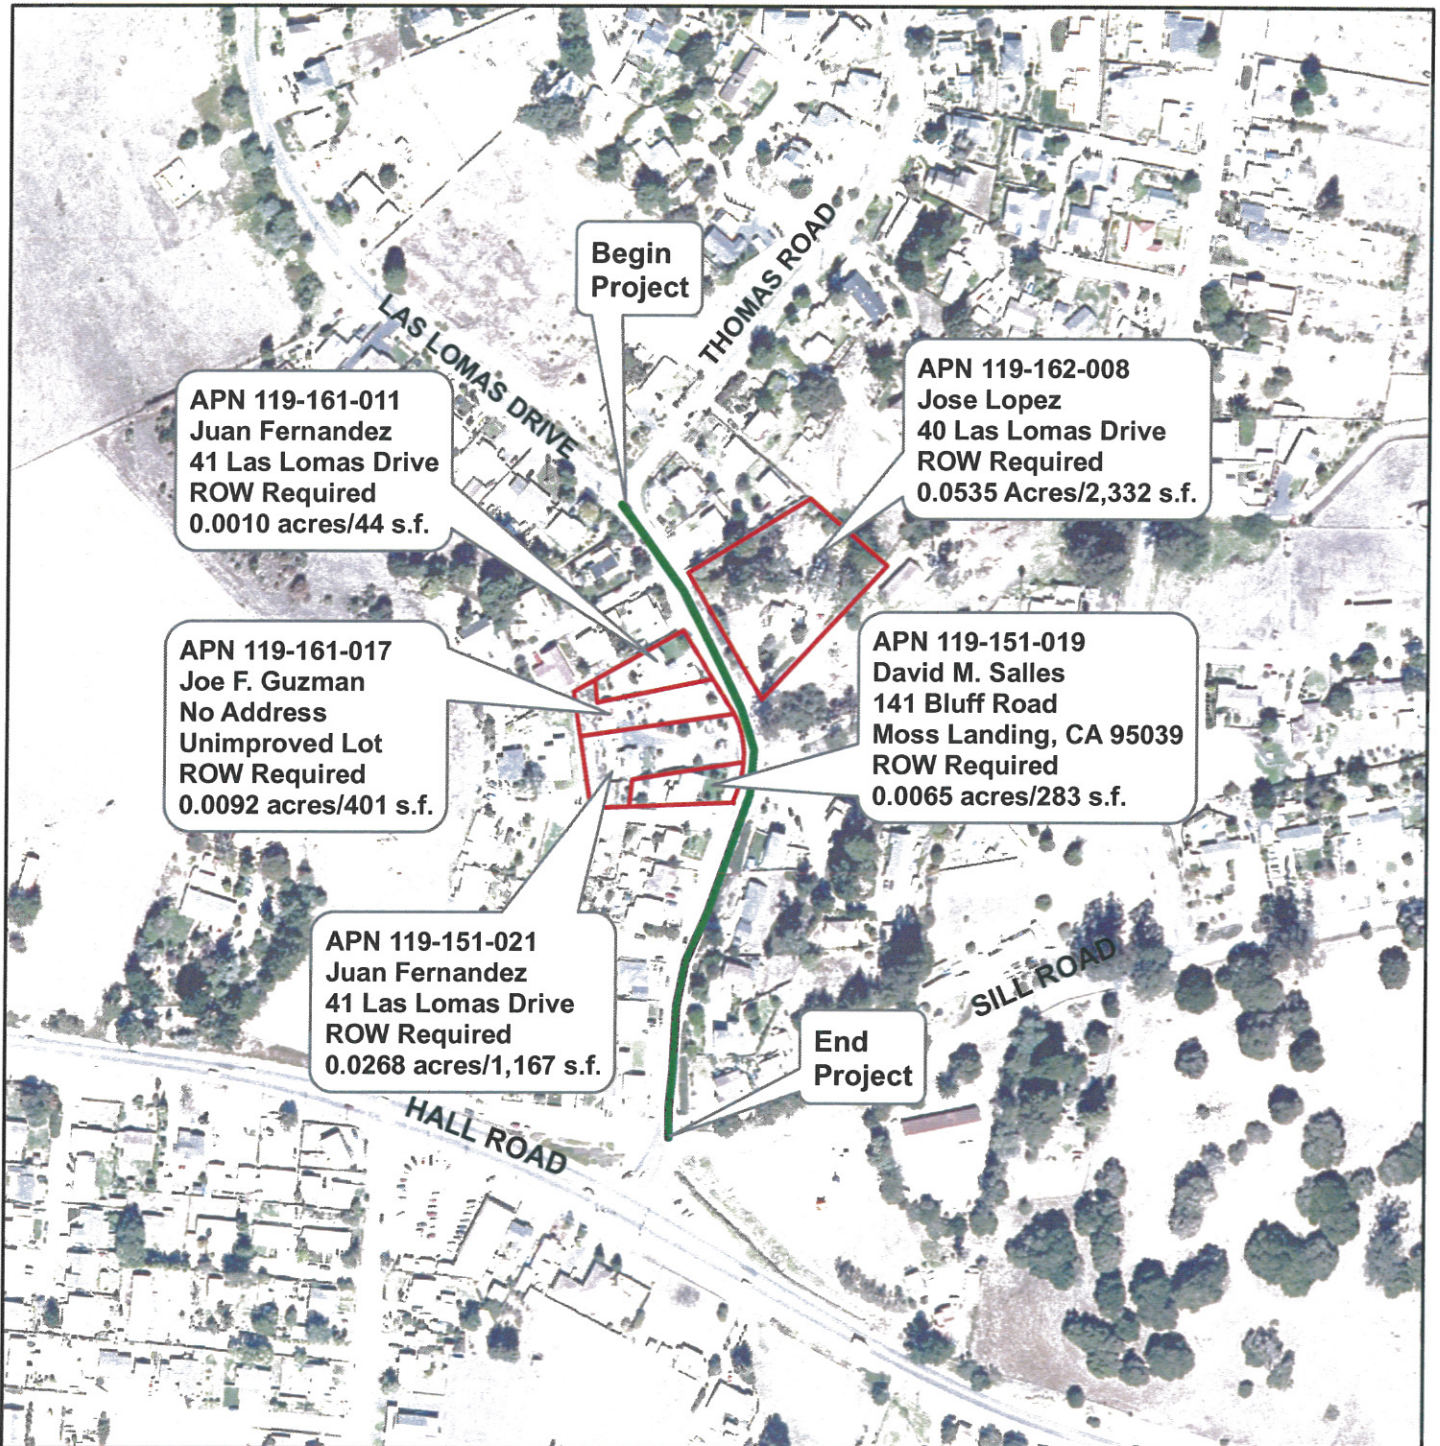 Begin
Project
THOMAS ROAD
LAS LOMAS DRIVE
APN 119-162-008
Jose Lopez
40 Las Lomas Drive
ROW Required
0.0535 Acres/2,332 s.f.
APN 119-161-011
Juan Fernandez
41 Las Lomas Drive
ROW Required
0.0010 acres/44 s.f.
APN 119-161-017
Joe F. Guzman
No Address
Unimproved Lot
ROW Required
0.0092 acres/401 s.f.
APN 119-151-019
David M. Salles
141 Bluff Road
Moss Landing, CA 95039
ROW Required
0.0065 acres/283 s.f.
APN 119-151-021
Juan Fernandez
41 Las Lomas Drive
ROW Required
0.0268 acres/1,167 s.f.
SILL ROAD
End
Project
HALL ROAD